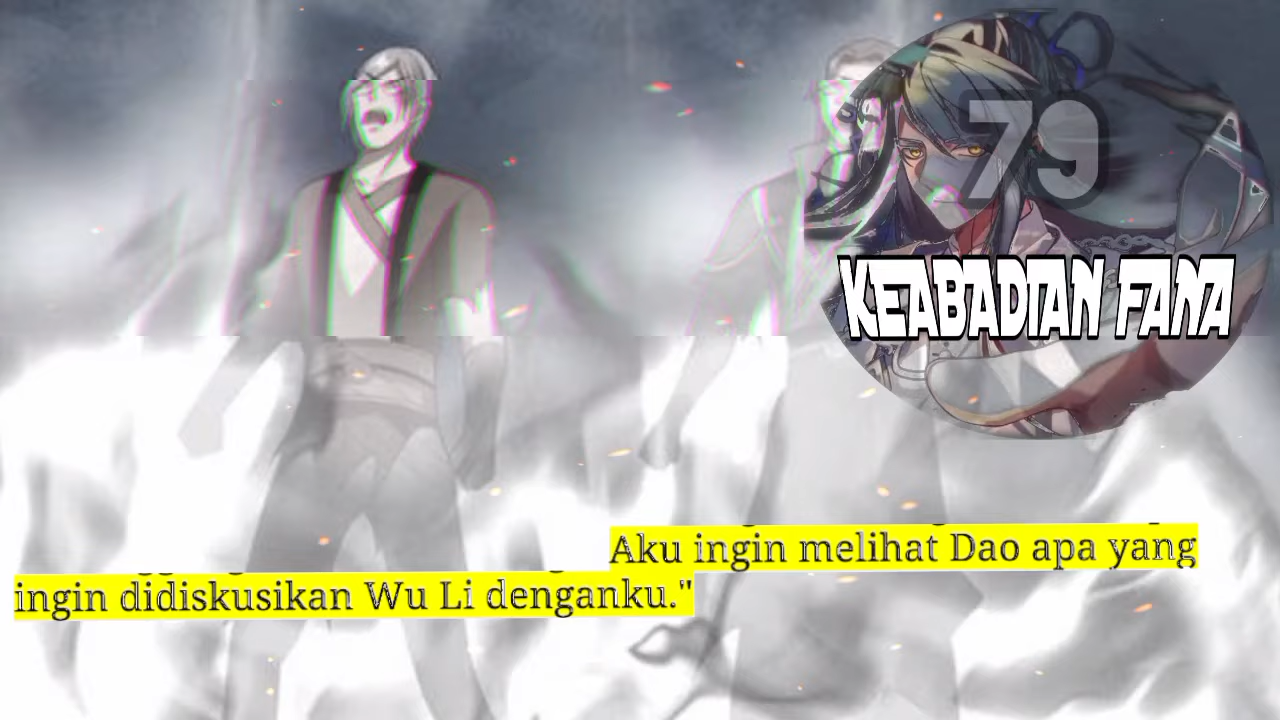 79
KEABADIAN FANA
Aku ingin melihat Dao apa yang
ingin didiskusikan Wu Li denganku."